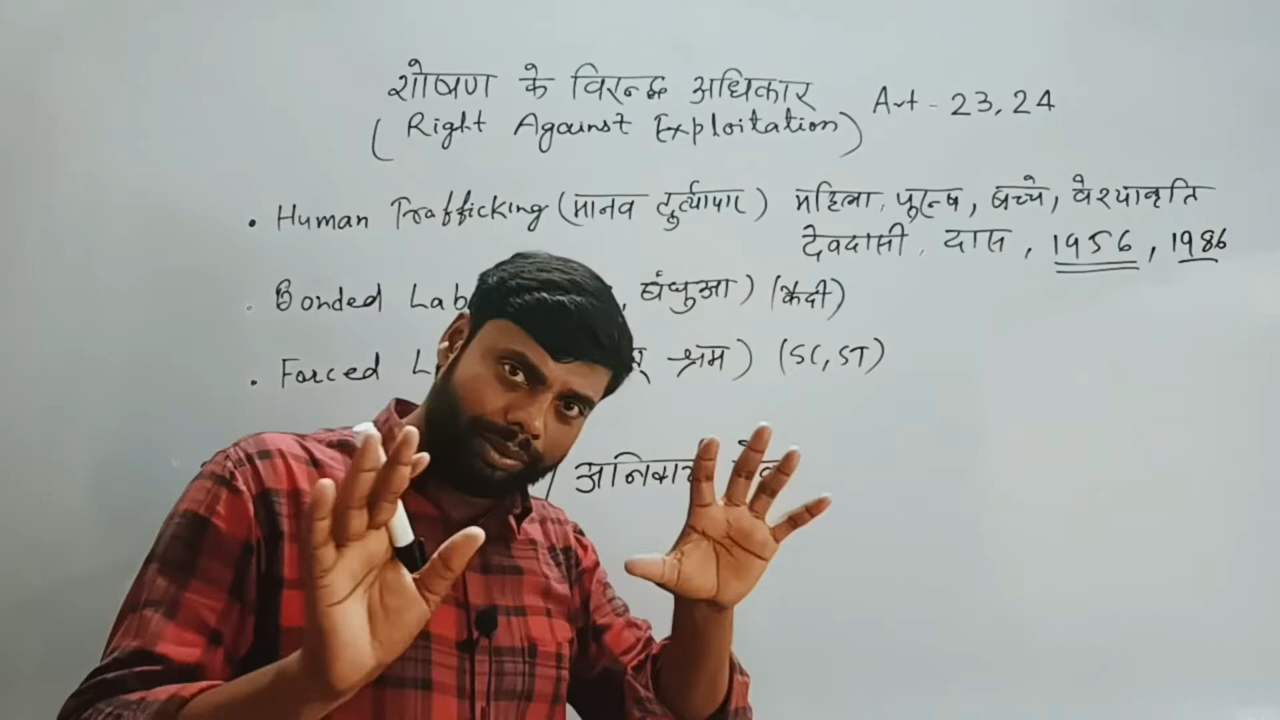 शोषण के विरुद्ध अधिकार Art - 23, 24
( Right Against Exploitation)
• Human Trafficking (मानव दुर्व्यापार) महिला, पुरुष, बच्चे, वेश्यावृति
देवदासी, दास, 1956, 1986
• Bonded Lab , बंधुआ) (कैदी)
• Forced L श्रम) (SC, ST)